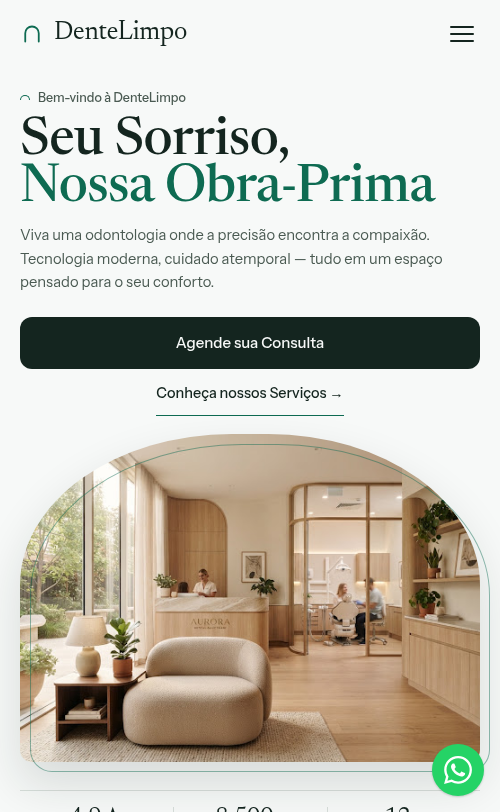 DenteLimpo
Bem-vindo à DenteLimpo
Seu Sorriso,
Nossa Obra-Prima
Viva uma odontologia onde a precisão encontra a compaixão.
Tecnologia moderna, cuidado atemporal — tudo em um espaço
pensado para o seu conforto.
Agende sua Consulta
Conheça nossos Serviços →
AURORA